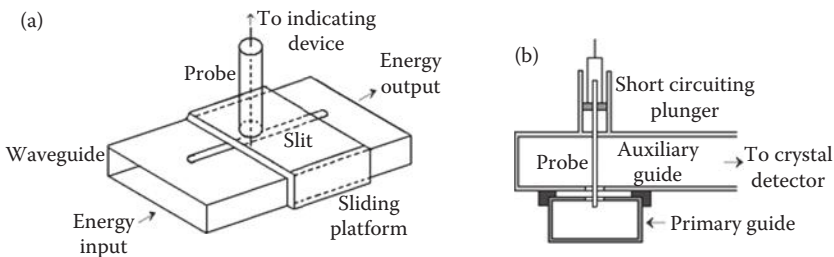 (a)
To indicating
device
Probe
Energy
output
Slit
Waveguide
Sliding
platform
Energy
input
(b)
Short circuiting
plunger
Probe
Auxiliary
guide
To crystal
detector
Primary guide